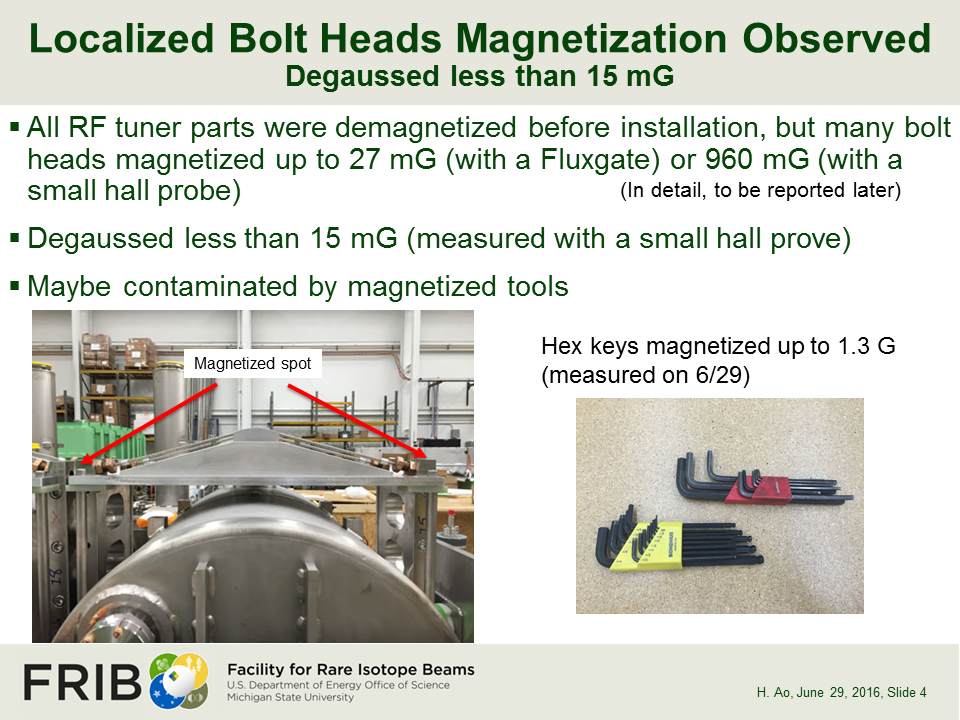 Localized Bolt Heads Magnetization Observed
Degaussed less than 15 mG
▪ All RF tuner parts were demagnetized before installation, but many bolt
heads magnetized up to 27 mG (with a Fluxgate) or 960 mG (with a
small hall probe)
(In detail, to be reported later)
▪ Degaussed less than 15 mG (measured with a small hall prove)
▪ Maybe contaminated by magnetized tools
Magnetized spot
Hex keys magnetized up to 1.3 G
(measured on 6/29)
FRIB
Facility for Rare Isotope Beams
U.S. Department of Energy Office of Science
Michigan State University
H. Ao, June 29, 2016, Slide 4